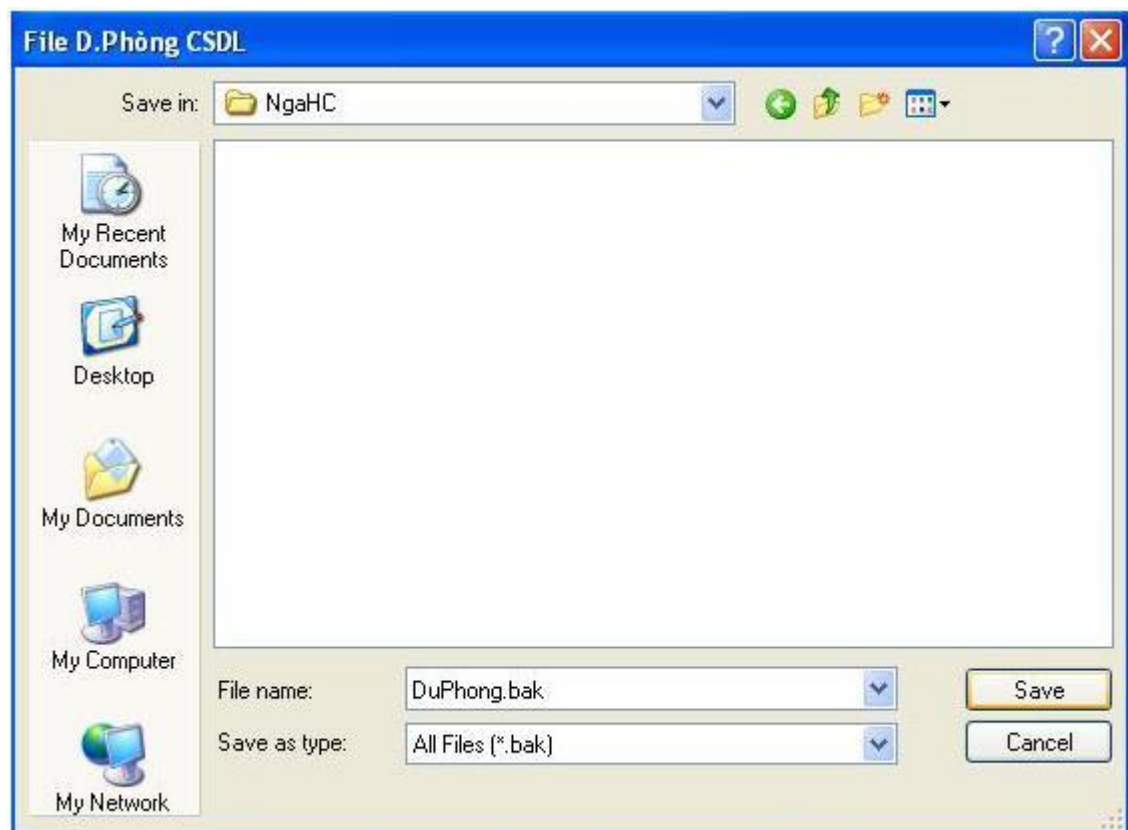 File D.Phòng CSDL
Save in: NgaHC
My Recent
Documents
Desktop
My Documents
My Computer
My Network
File name: DuPhong.bak Save
Save as type: All Files (*.bak) Cancel